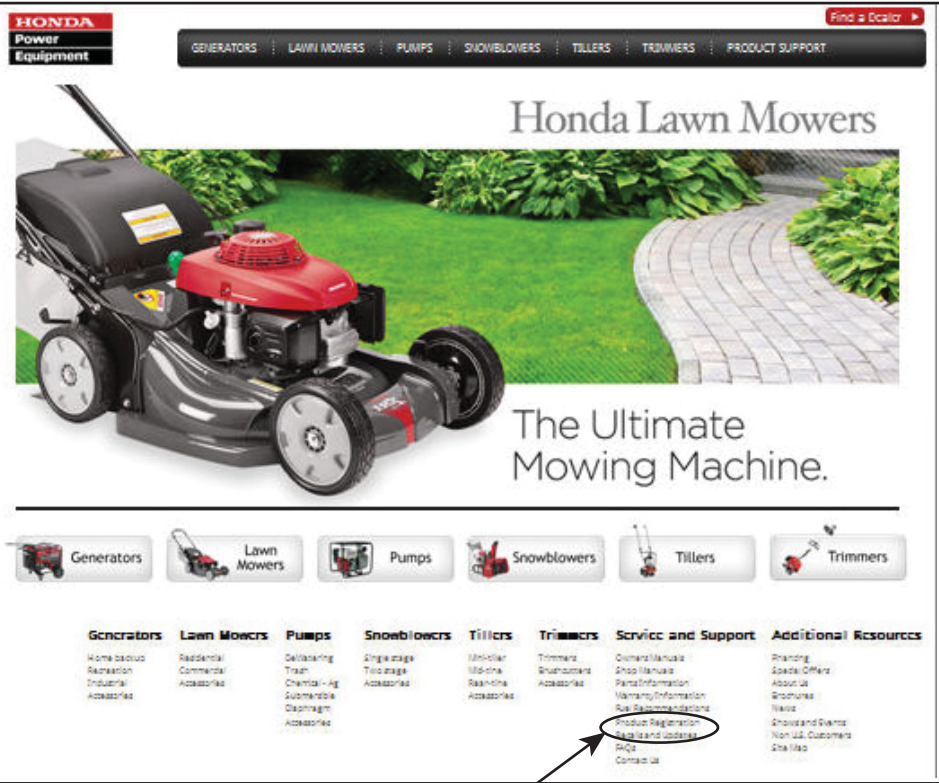 HONDA
Power
Equipment
Find a Dealer
GENERATORS LAWN MOWERS PUMPS SNOWBLOWERS TILLERS TRIMMERS PRODUCT SUPPORT
Honda Lawn Mowers
The Ultimate
Mowing Machine.
Generators
Lawn
Mowers
Pumps
Snowblowers
Tillers
Trimmers
Generators
Home backup
Recreation
Industrial
Accessories
Lawn Mowers
Residential
Commercial
Accessories
Pumps
DeWatering
Trash
Chemical - Ag
Submersible
Diaphragm
Accessories
Snowblowers
Single stage
Two stage
Accessories
Tillers
Mini-tiller
Mid-tine
Rear-tine
Accessories
Trimmers
Trimmers
Brushcutters
Accessories
Service and Support
Owners Manuals
Shop Manuals
Parts Information
Warranty Information
Fuel Recommendations
Product Registration
Recalls and Updates
FAQs
Contact Us
Additional Resources
Financing
Special Offers
About Us
Brochures
News
Shows and Events
Non U.S. Customers
Site Map